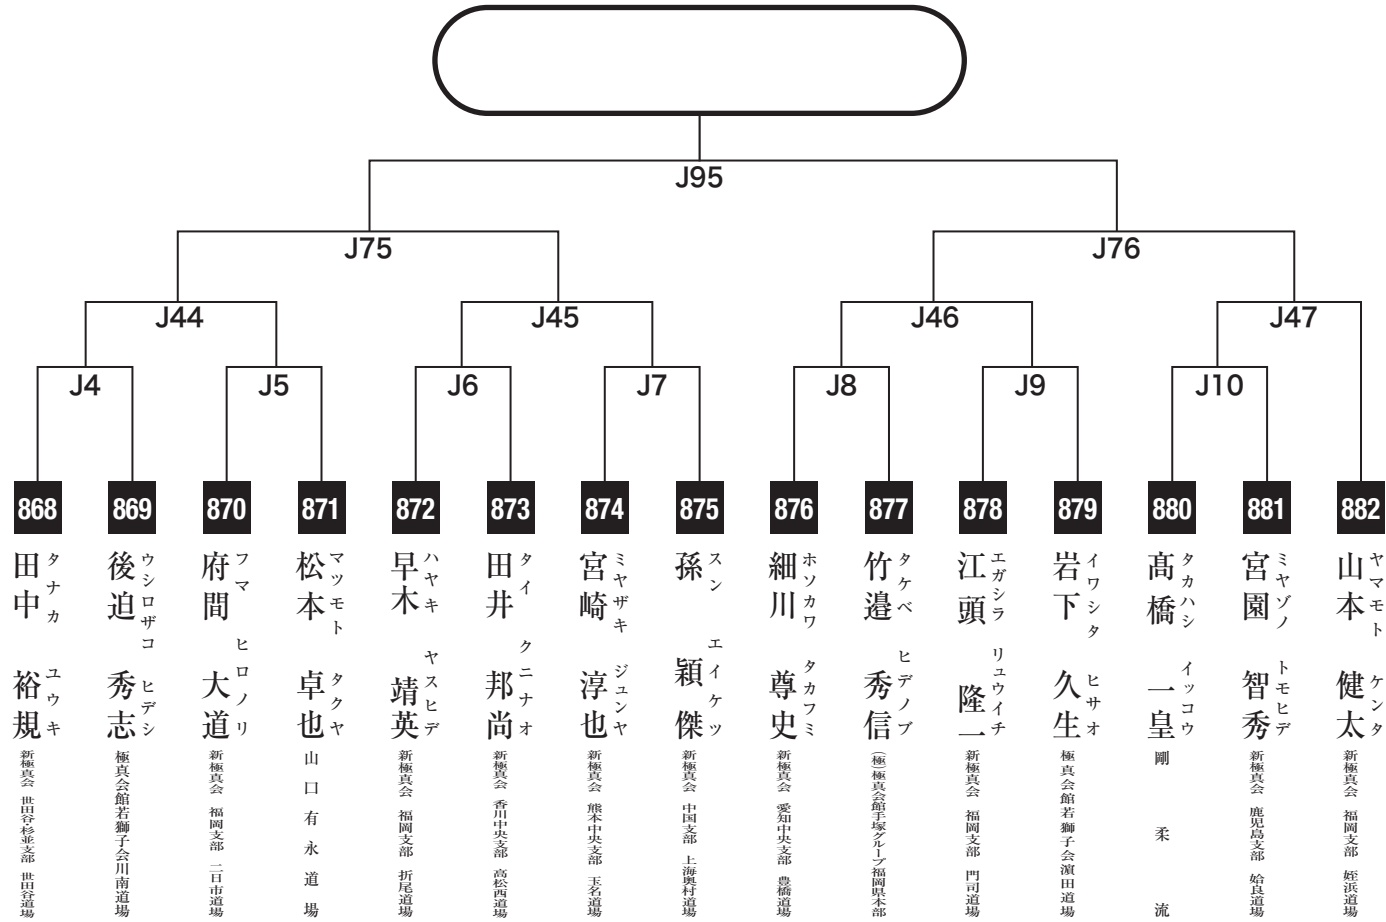 J95
J75
J76
J44
J45
J46
J47
J4
J5
J6
J7
J8
J9
J10
868
869
870
871
872
873
874
875
876
877
878
879
880
881
882
田中 裕規
タナカ ユウキ
新極真会 世田谷・杉並支部 世田谷道場
後迫 秀志
ウシロザコ ヒデシ
極真会館若獅子会川南道場
府間 大道
フマ ヒロノリ
新極真会 福岡支部 二日市道場
松本 卓也
マツモト タクヤ
山口有永道場
早木 靖英
ハヤキ ヤスヒデ
新極真会 福岡支部 折尾道場
田井 邦尚
タイ クニナオ
新極真会 香川中央支部 高松西道場
宮崎 淳也
ミヤザキ ジュンヤ
新極真会 熊本中央支部 玉名道場
孫 穎傑
スン エイケツ
新極真会 中国支部 上海奥村道場
細川 尊史
ホソカワ タカフミ
新極真会 愛知中央支部 豊橋道場
竹邉 秀信
タケベ ヒデノブ
(極)極真会館手塚グループ福岡県本部
江頭 隆一
エガシラ リュウイチ
新極真会 福岡支部 門司道場
岩下 久生
イワシタ ヒサオ
極真会館若獅子会濵田道場
髙橋 一皇
タカハシ イッコウ
剛柔流
宮園 智秀
ミヤゾノ トモヒデ
新極真会 鹿児島支部 姶良道場
山本 健太
ヤマモト ケンタ
新極真会 福岡支部 姪浜道場